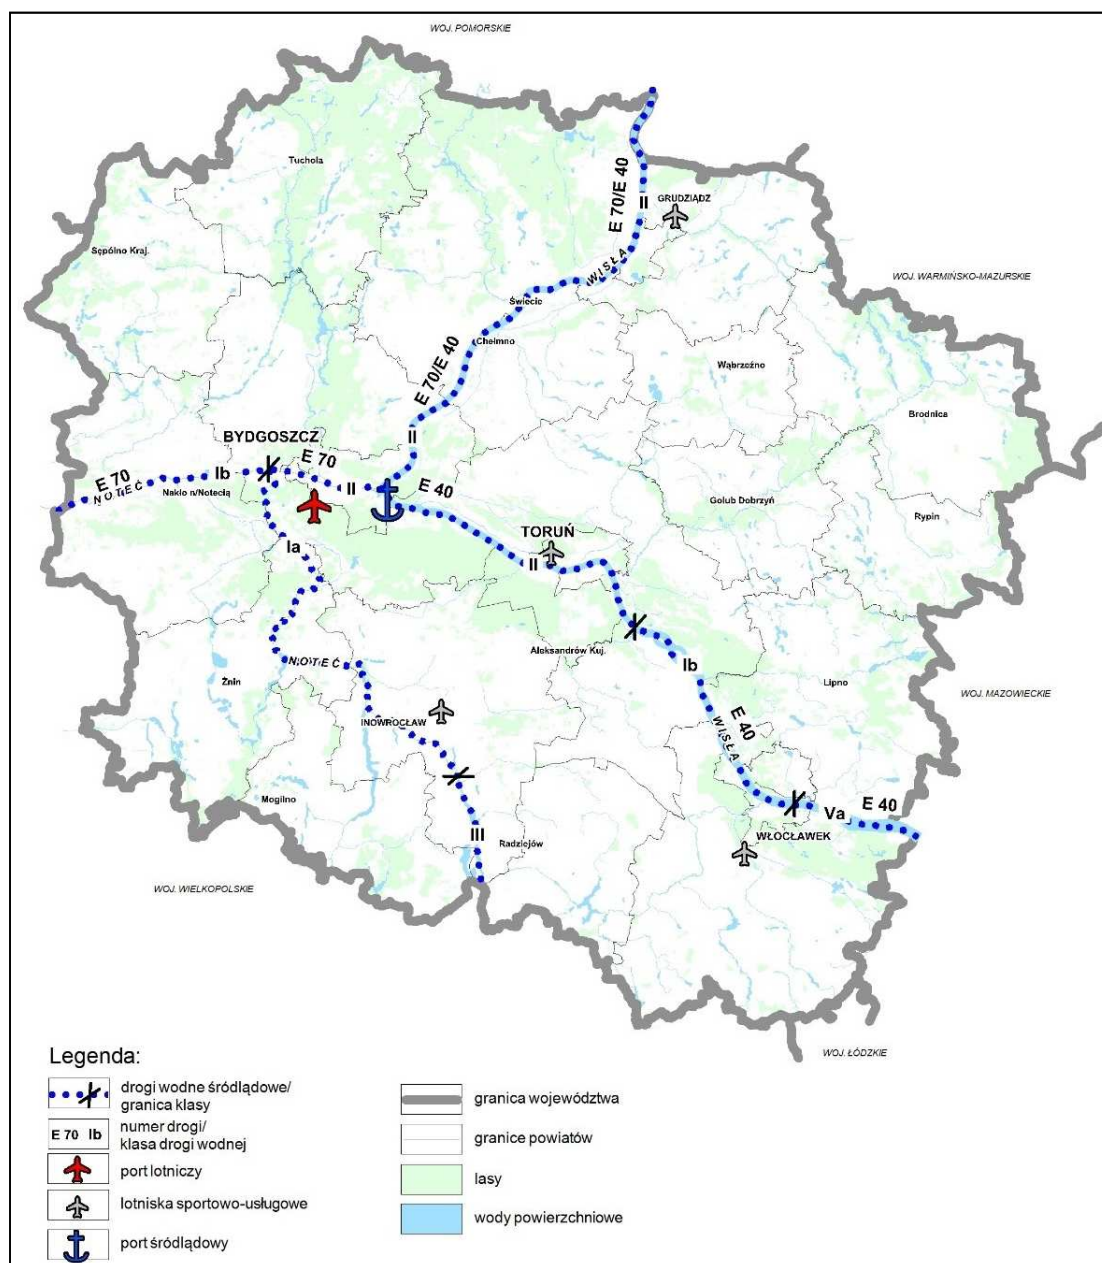 WOJ. POMORSKIE
Tuchola
E 70/E 40
II
GRUDZIĄDZ
Sępólno Kraj.
WISŁA
WOJ. WARMIŃSKO-MAZURSKIE
Świecie
Chełmno
E 70/E 40
Wąbrzeźno
Brodnica
II
BYDGOSZCZ
E 70
E 70
Ib
NOTEĆ
Nakło n/Notecią
II
E 40
Golub Dobrzyń
Rypin
TORUŃ
Ia
II
Aleksandrów Kuj.
NOTEĆ
Ib
Żnin
Lipno
WOJ. MAZOWIECKIE
INOWROCŁAW
E 40
WISŁA
Mogilno
Va
E 40
III
Radziejów
WŁOCŁAWEK
WOJ. WIELKOPOLSKIE
WOJ. ŁÓDZKIE
Legenda:
drogi wodne śródlądowe/
granica klasy
E 70 Ib
numer drogi/
klasa drogi wodnej
port lotniczy
lotniska sportowo-usługowe
port śródlądowy
granica województwa
granice powiatów
lasy
wody powierzchniowe